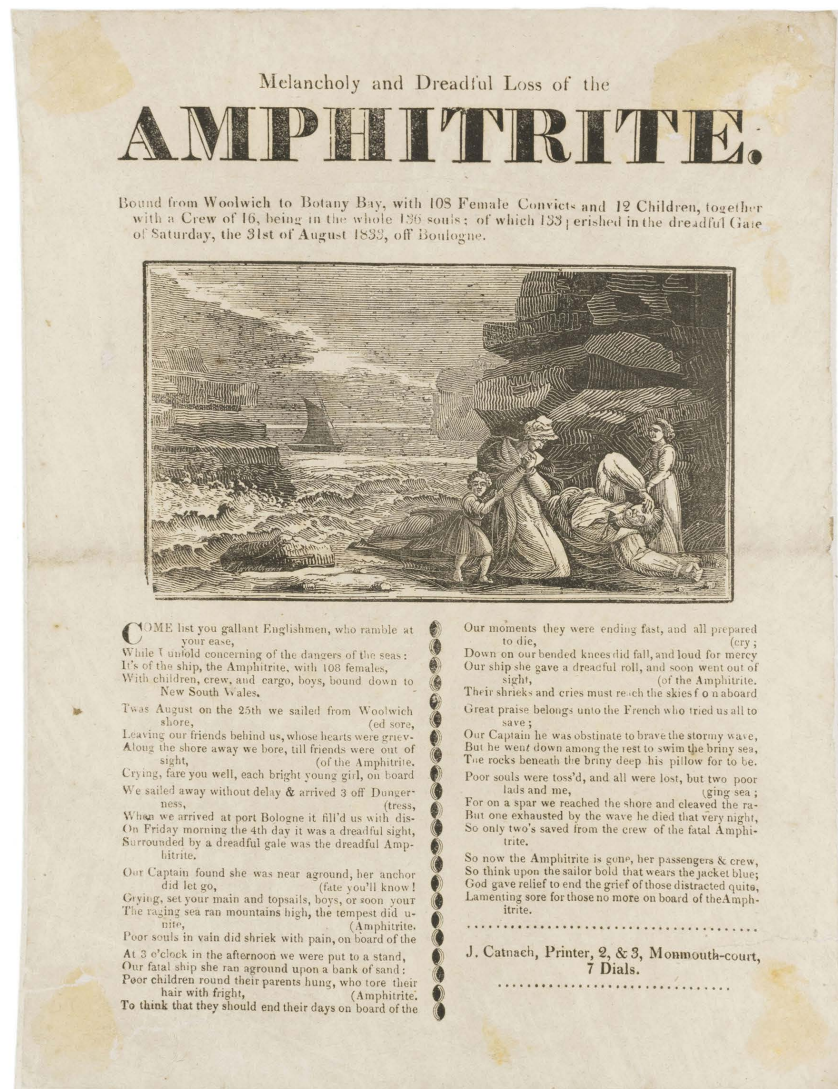 Melancholy and Dreadful Loss of the
AMPHITRITE.
Bound from Woolwich to Botany Bay, with 108 Female Convicts and 12 Children, together
with a Crew of 16, being in the whole 136 souls; of which 133 perished in the dreadful Gale
of Saturday, the 31st of August 1833, off Boulogne.
COME list you gallant Englishmen, who ramble at
your ease,
While I unfold concerning of the dangers of the seas:
It's of the ship, the Amphitrite, with 108 females,
With children, crew, and cargo, boys, bound down to
New South Wales.
Twas August on the 25th we sailed from Woolwich
shore, (ed sore,
Leaving our friends behind us, whose hearts were griev-
Along the shore away we bore, till friends were out of
sight, (of the Amphitrite.
Crying, fare you well, each bright young girl, on board
We sailed away without delay & arrived 3 off Dunger-
ness, (tress,
When we arrived at port Bologne it fill'd us with dis-
On Friday morning the 4th day it was a dreadful sight,
Surrounded by a dreadful gale was the dreadful Amp-
hitrite.
Our Captain found she was near aground, her anchor
did let go, (fate you'll know!
Crying, set your main and topsails, boys, or soon your
The raging sea ran mountains high, the tempest did u-
nite, (Amphitrite.
Poor souls in vain did shriek with pain, on board of the
At 3 o'clock in the afternoon we were put to a stand,
Our fatal ship she ran aground upon a bank of sand:
Poor children round their parents hung, who tore their
hair with fright, (Amphitrite.
To think that they should end their days on board of the
Our moments they were ending fast, and all prepared
to die, (cry;
Down on our bended knees did fall, and loud for mercy
Our ship she gave a dreadful roll, and soon went out of
sight, (of the Amphitrite.
Their shrieks and cries must reach the skies f o n aboard
Great praise belongs unto the French who tried us all to
save;
Our Captain he was obstinate to brave the stormy wave,
But he went down among the rest to swim the briny sea,
The rocks beneath the briny deep his pillow for to be.
Poor souls were toss'd, and all were lost, but two poor
lads and me, (ging sea;
For on a spar we reached the shore and cleaved the ra-
But one exhausted by the wave he died that very night,
So only two's saved from the crew of the fatal Amphi-
trite.
So now the Amphitrite is gone, her passengers & crew,
So think upon the sailor bold that wears the jacket blue;
God gave relief to end the grief of those distracted quite,
Lamenting sore for those no more on board of the Amph-
itrite.
J. Catnach, Printer, 2, & 3, Monmouth-court,
7 Dials.